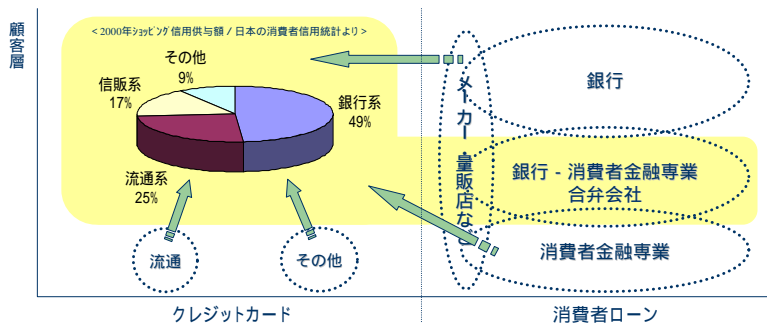 顧客層
< 2000年ショッピング信用供与額 / 日本の消費者信用統計より >
その他
9%
信販系
17%
銀行系
49%
流通系
25%
流通
その他
メーカー・量販店など
銀行
銀行 - 消費者金融専業
合弁会社
消費者金融専業
クレジットカード
消費者ローン